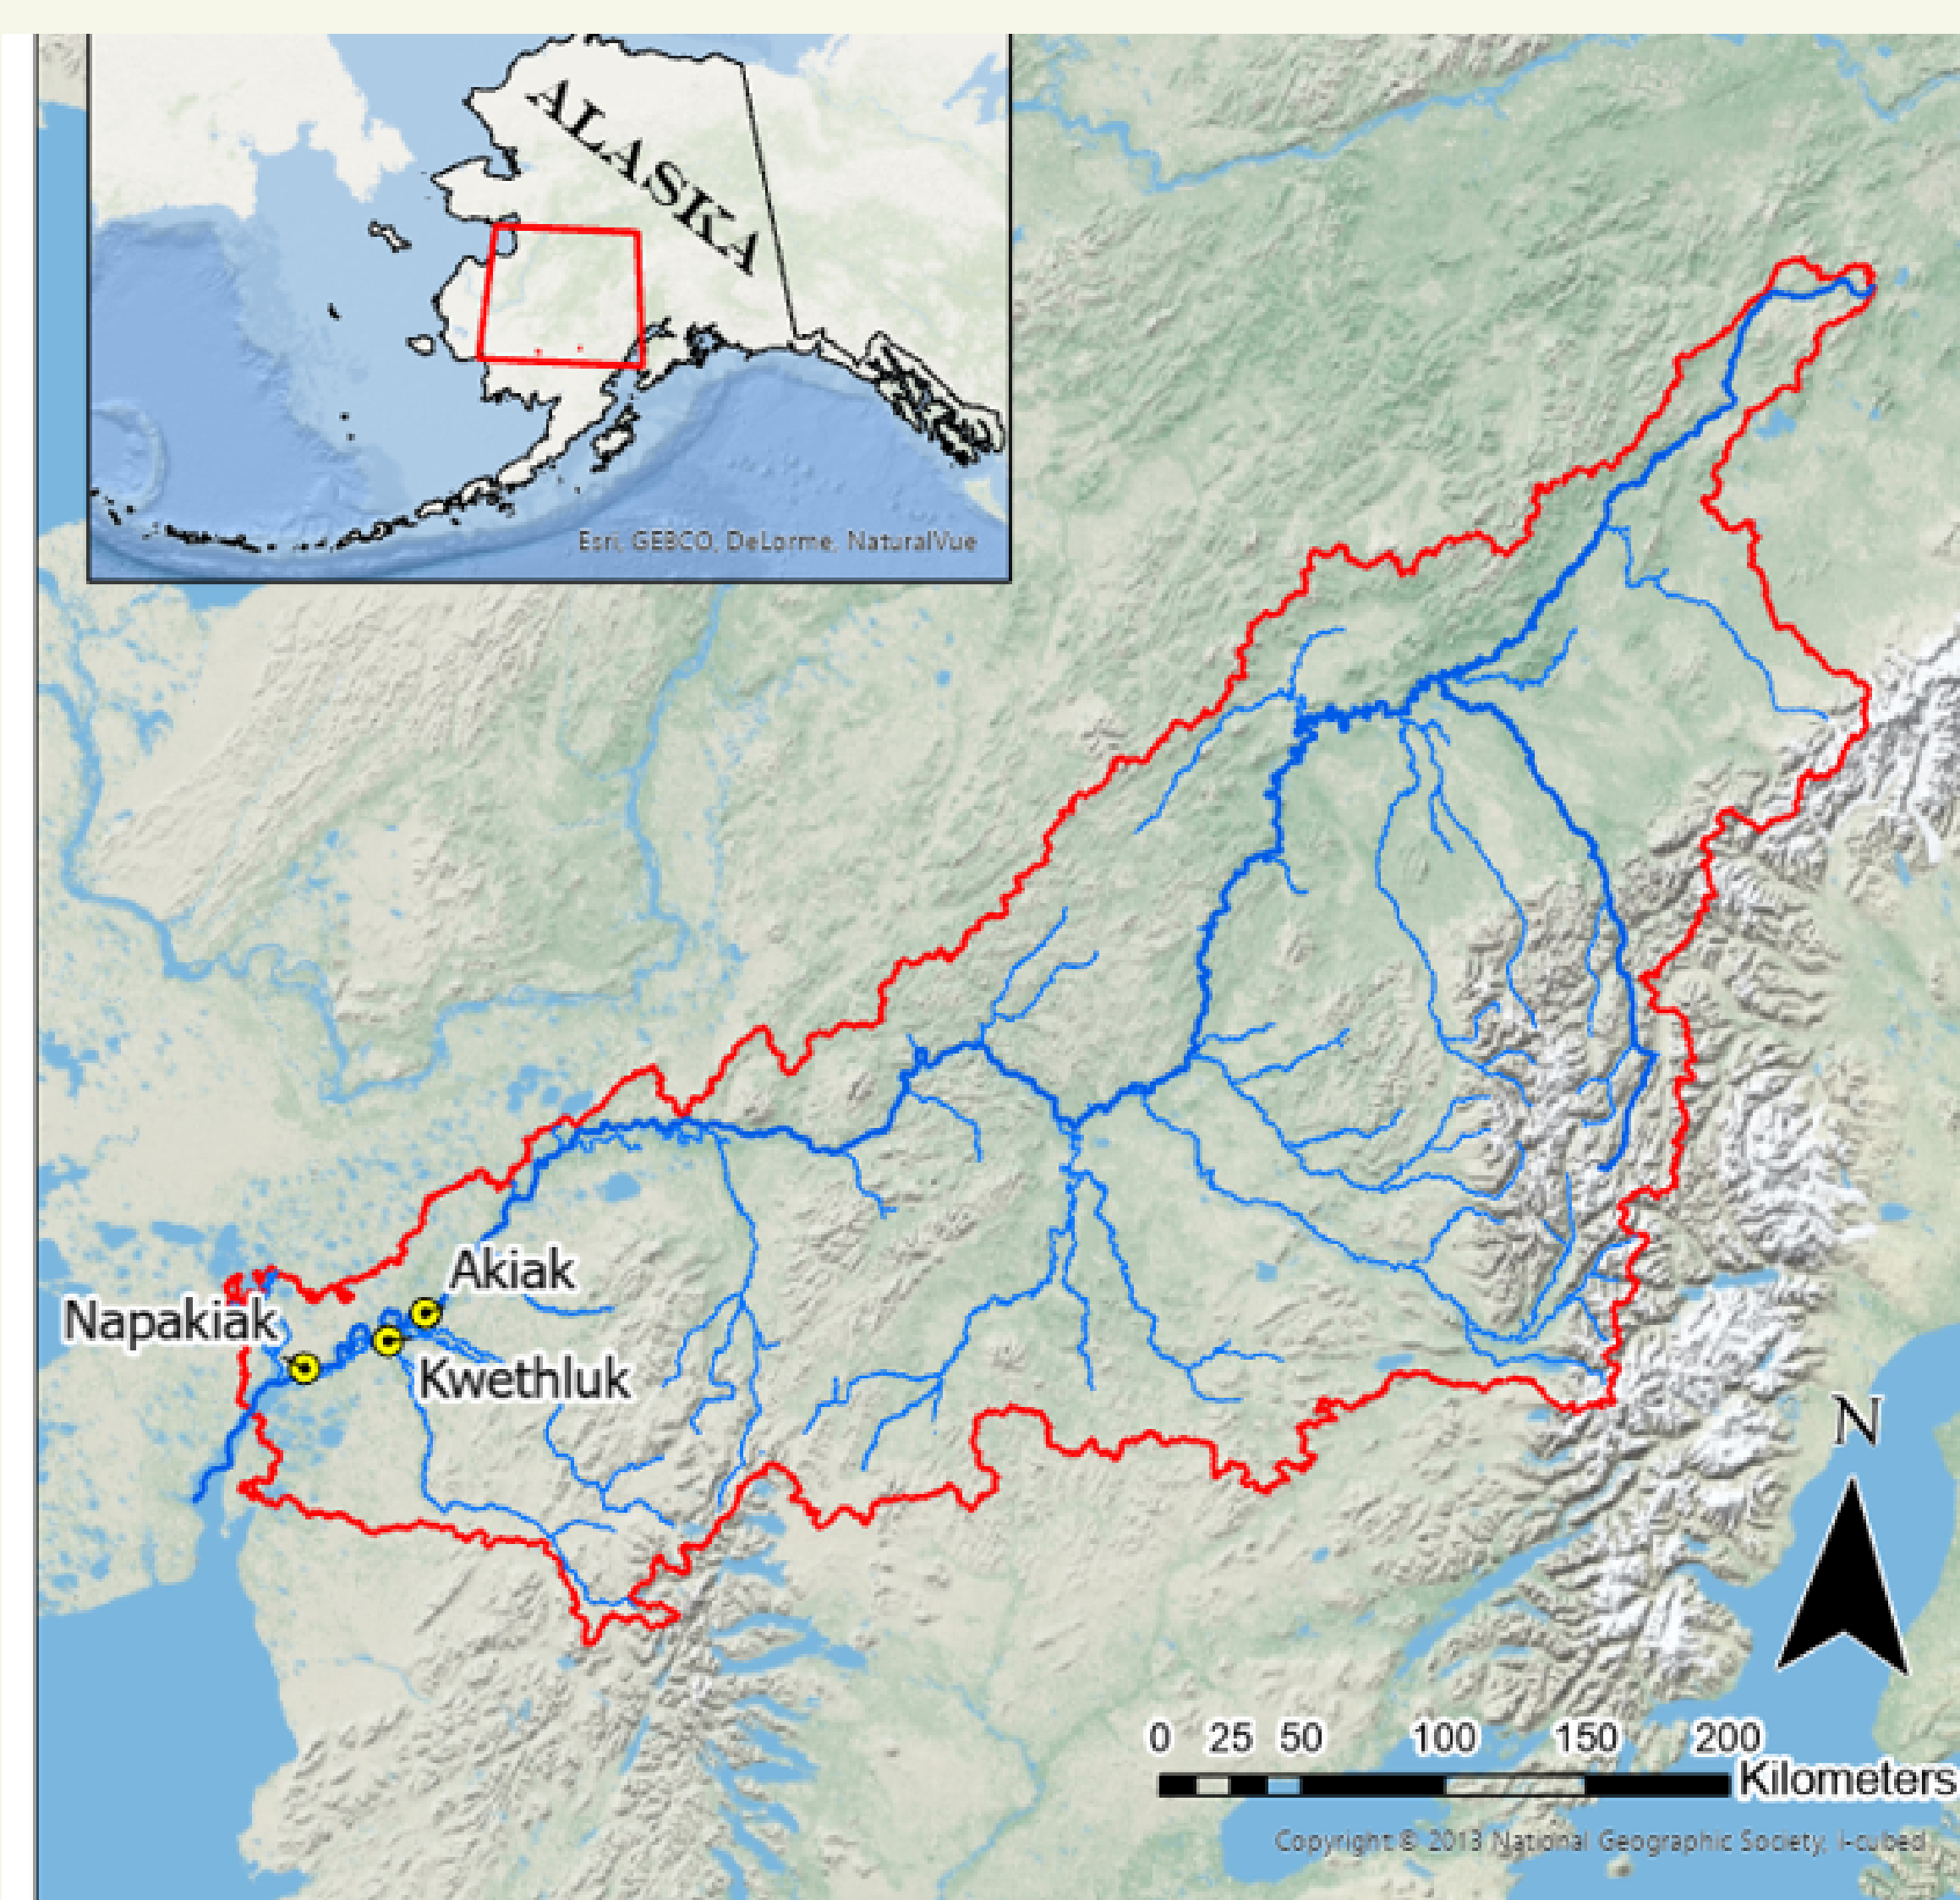 ALASKA
Esri, GEBCO, DeLorme, NaturalVue
Akiak
Napakiak
Kwethluk
N
0 25 50 100 150 200
Kilometers
Copyright © 2013 National Geographic Society, i-cubed